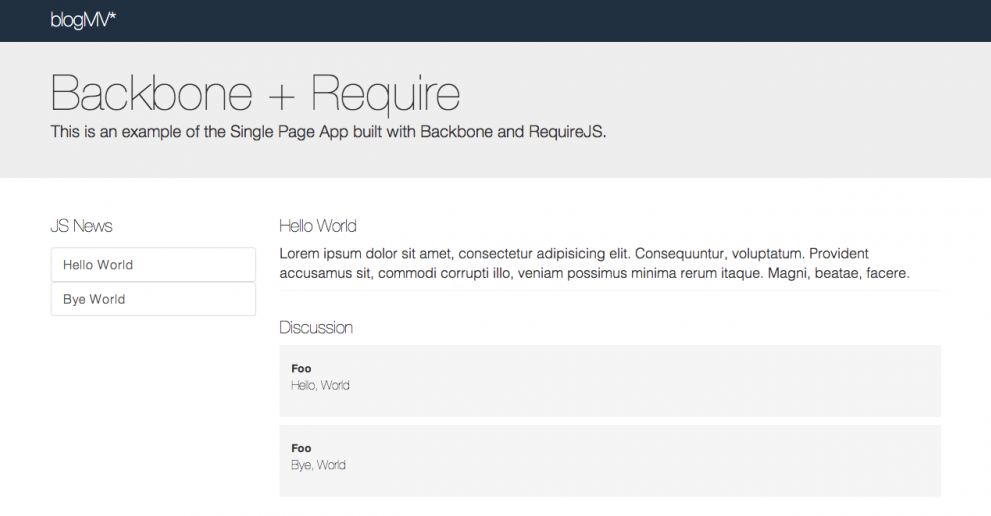 blogMV*
Backbone + Require
This is an example of the Single Page App built with Backbone and RequireJS.
JS News
Hello World
Bye World
Hello World
Lorem ipsum dolor sit amet, consectetur adipisicing elit. Consequuntur, voluptatum. Provident
accusamus sit, commodi corrupti illo, veniam possimus minima rerum itaque. Magni, beatae, facere.
Discussion
Foo
Hello, World
Foo
Bye, World